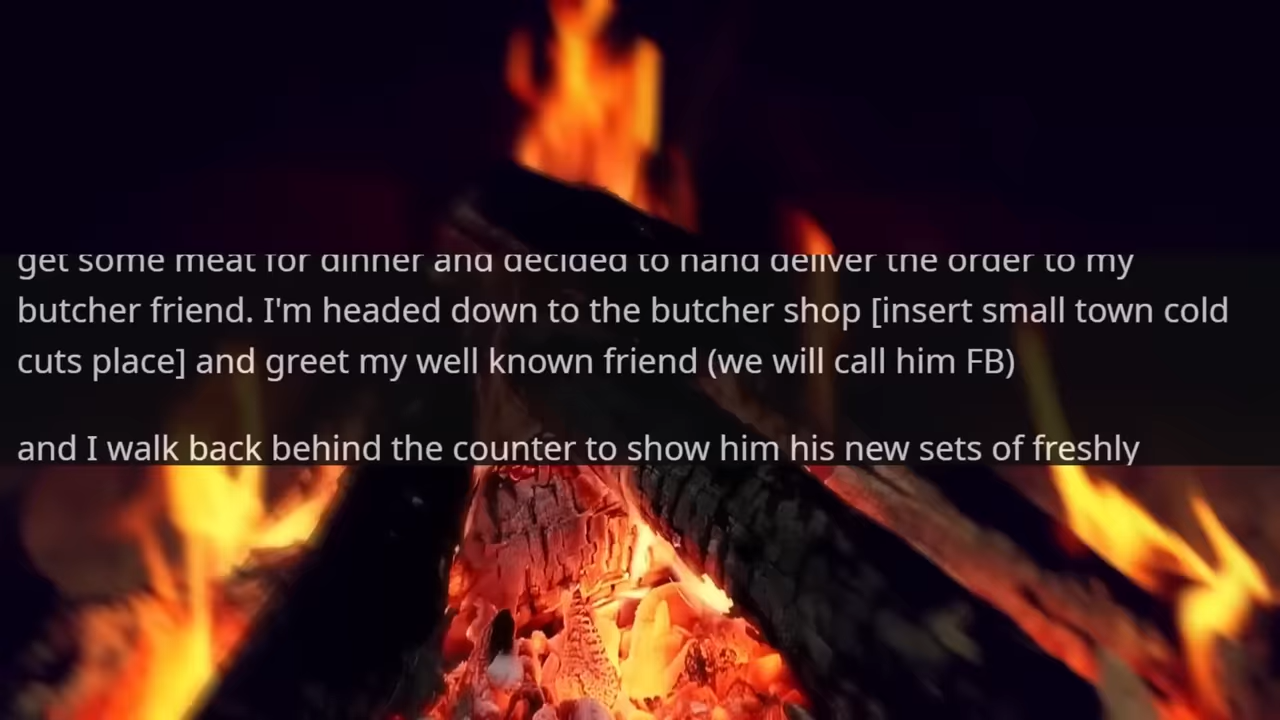 get some meat for dinner and decided to hand deliver the order to my
butcher friend. I'm headed down to the butcher shop [insert small town cold
cuts place] and greet my well known friend (we will call him FB)
and I walk back behind the counter to show him his new sets of freshly